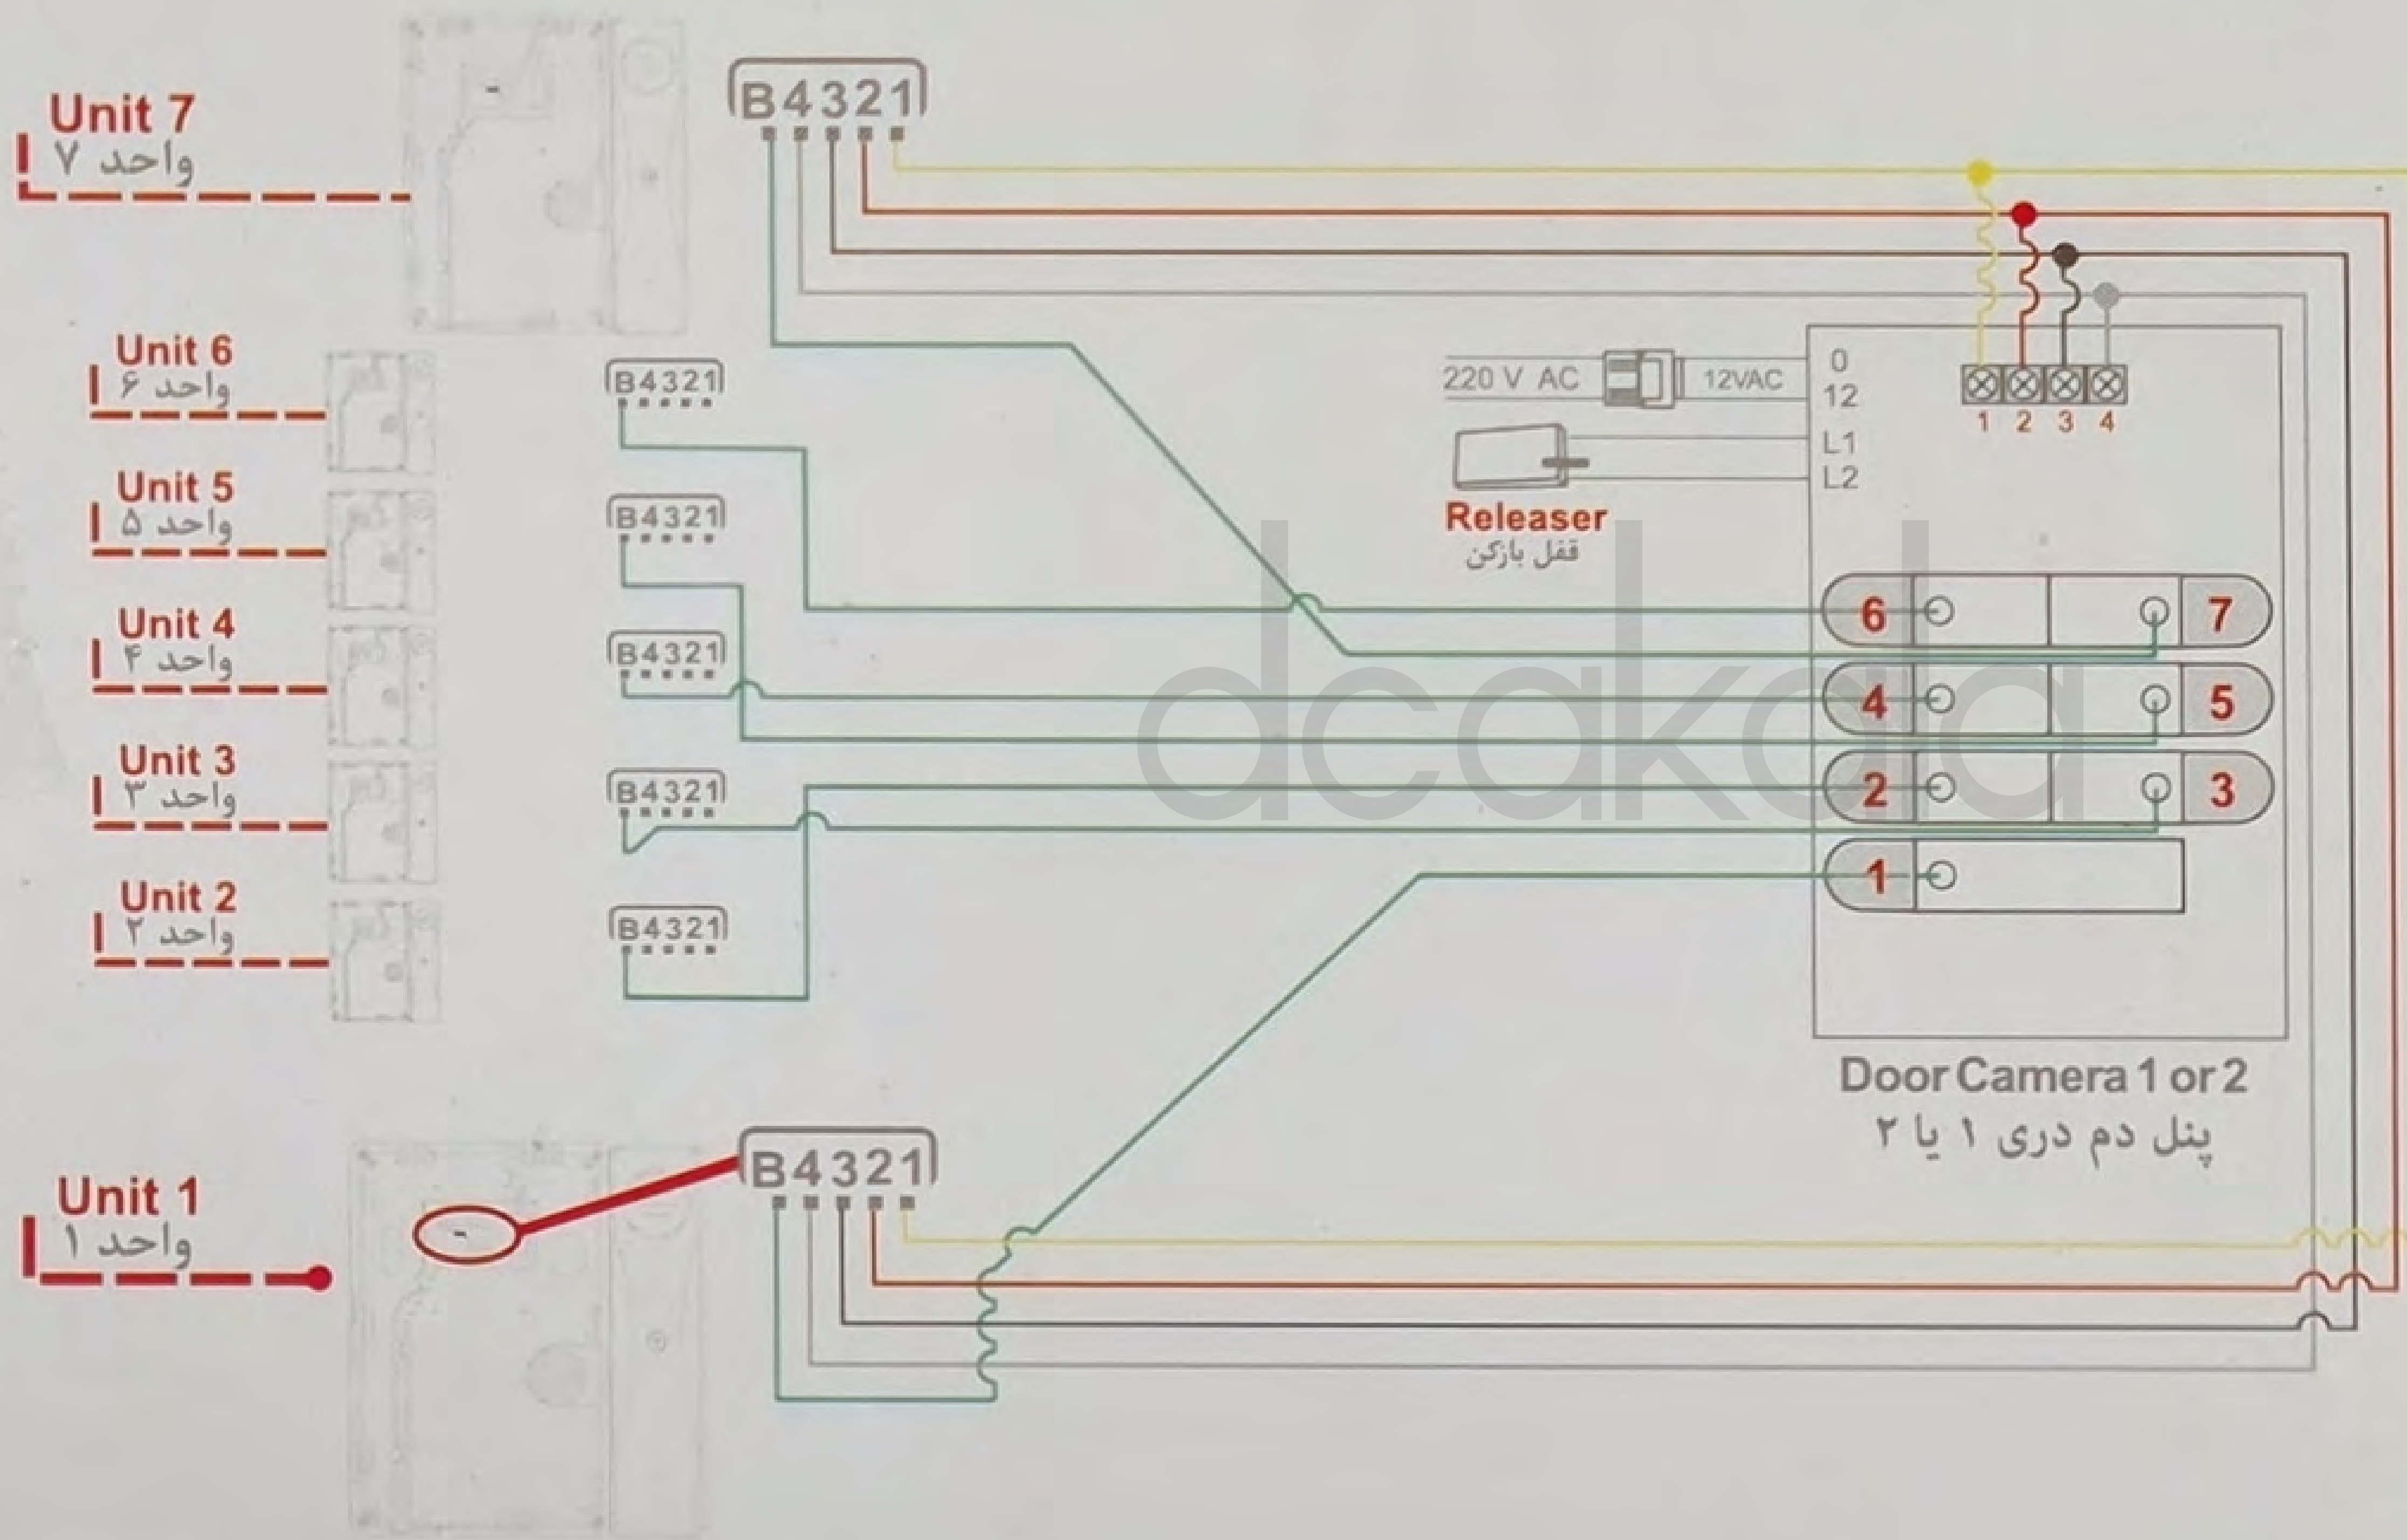 Unit 7
واحد ۷
B4321
Unit 6
واحد ۶
B4321
Unit 5
واحد ۵
B4321
Unit 4
واحد ۴
B4321
Unit 3
واحد ۳
B4321
Unit 2
واحد ۲
B4321
Unit 1
واحد ۱
B4321
220 V AC
12VAC
0
12
L1
L2
Releaser
قفل بازکن
1 2 3 4
6 7
4 5
2 3
1
Door Camera 1 or 2
پنل دم دری ۱ یا ۲
dcakala